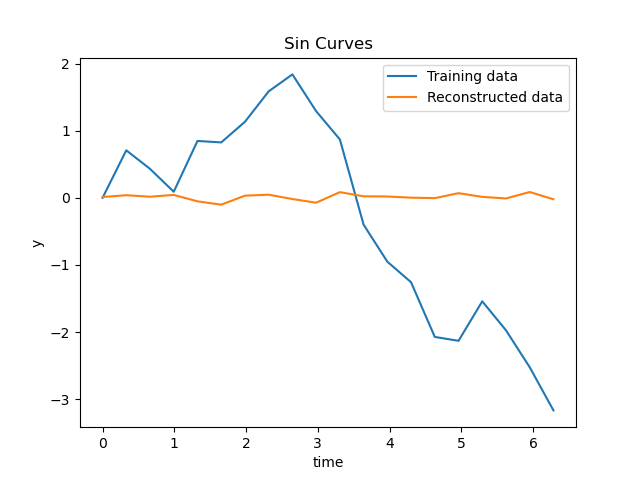 Sin Curves
Training data
Reconstructed data
2
1
0
−1
−2
−3
y
0 1 2 3 4 5 6
time